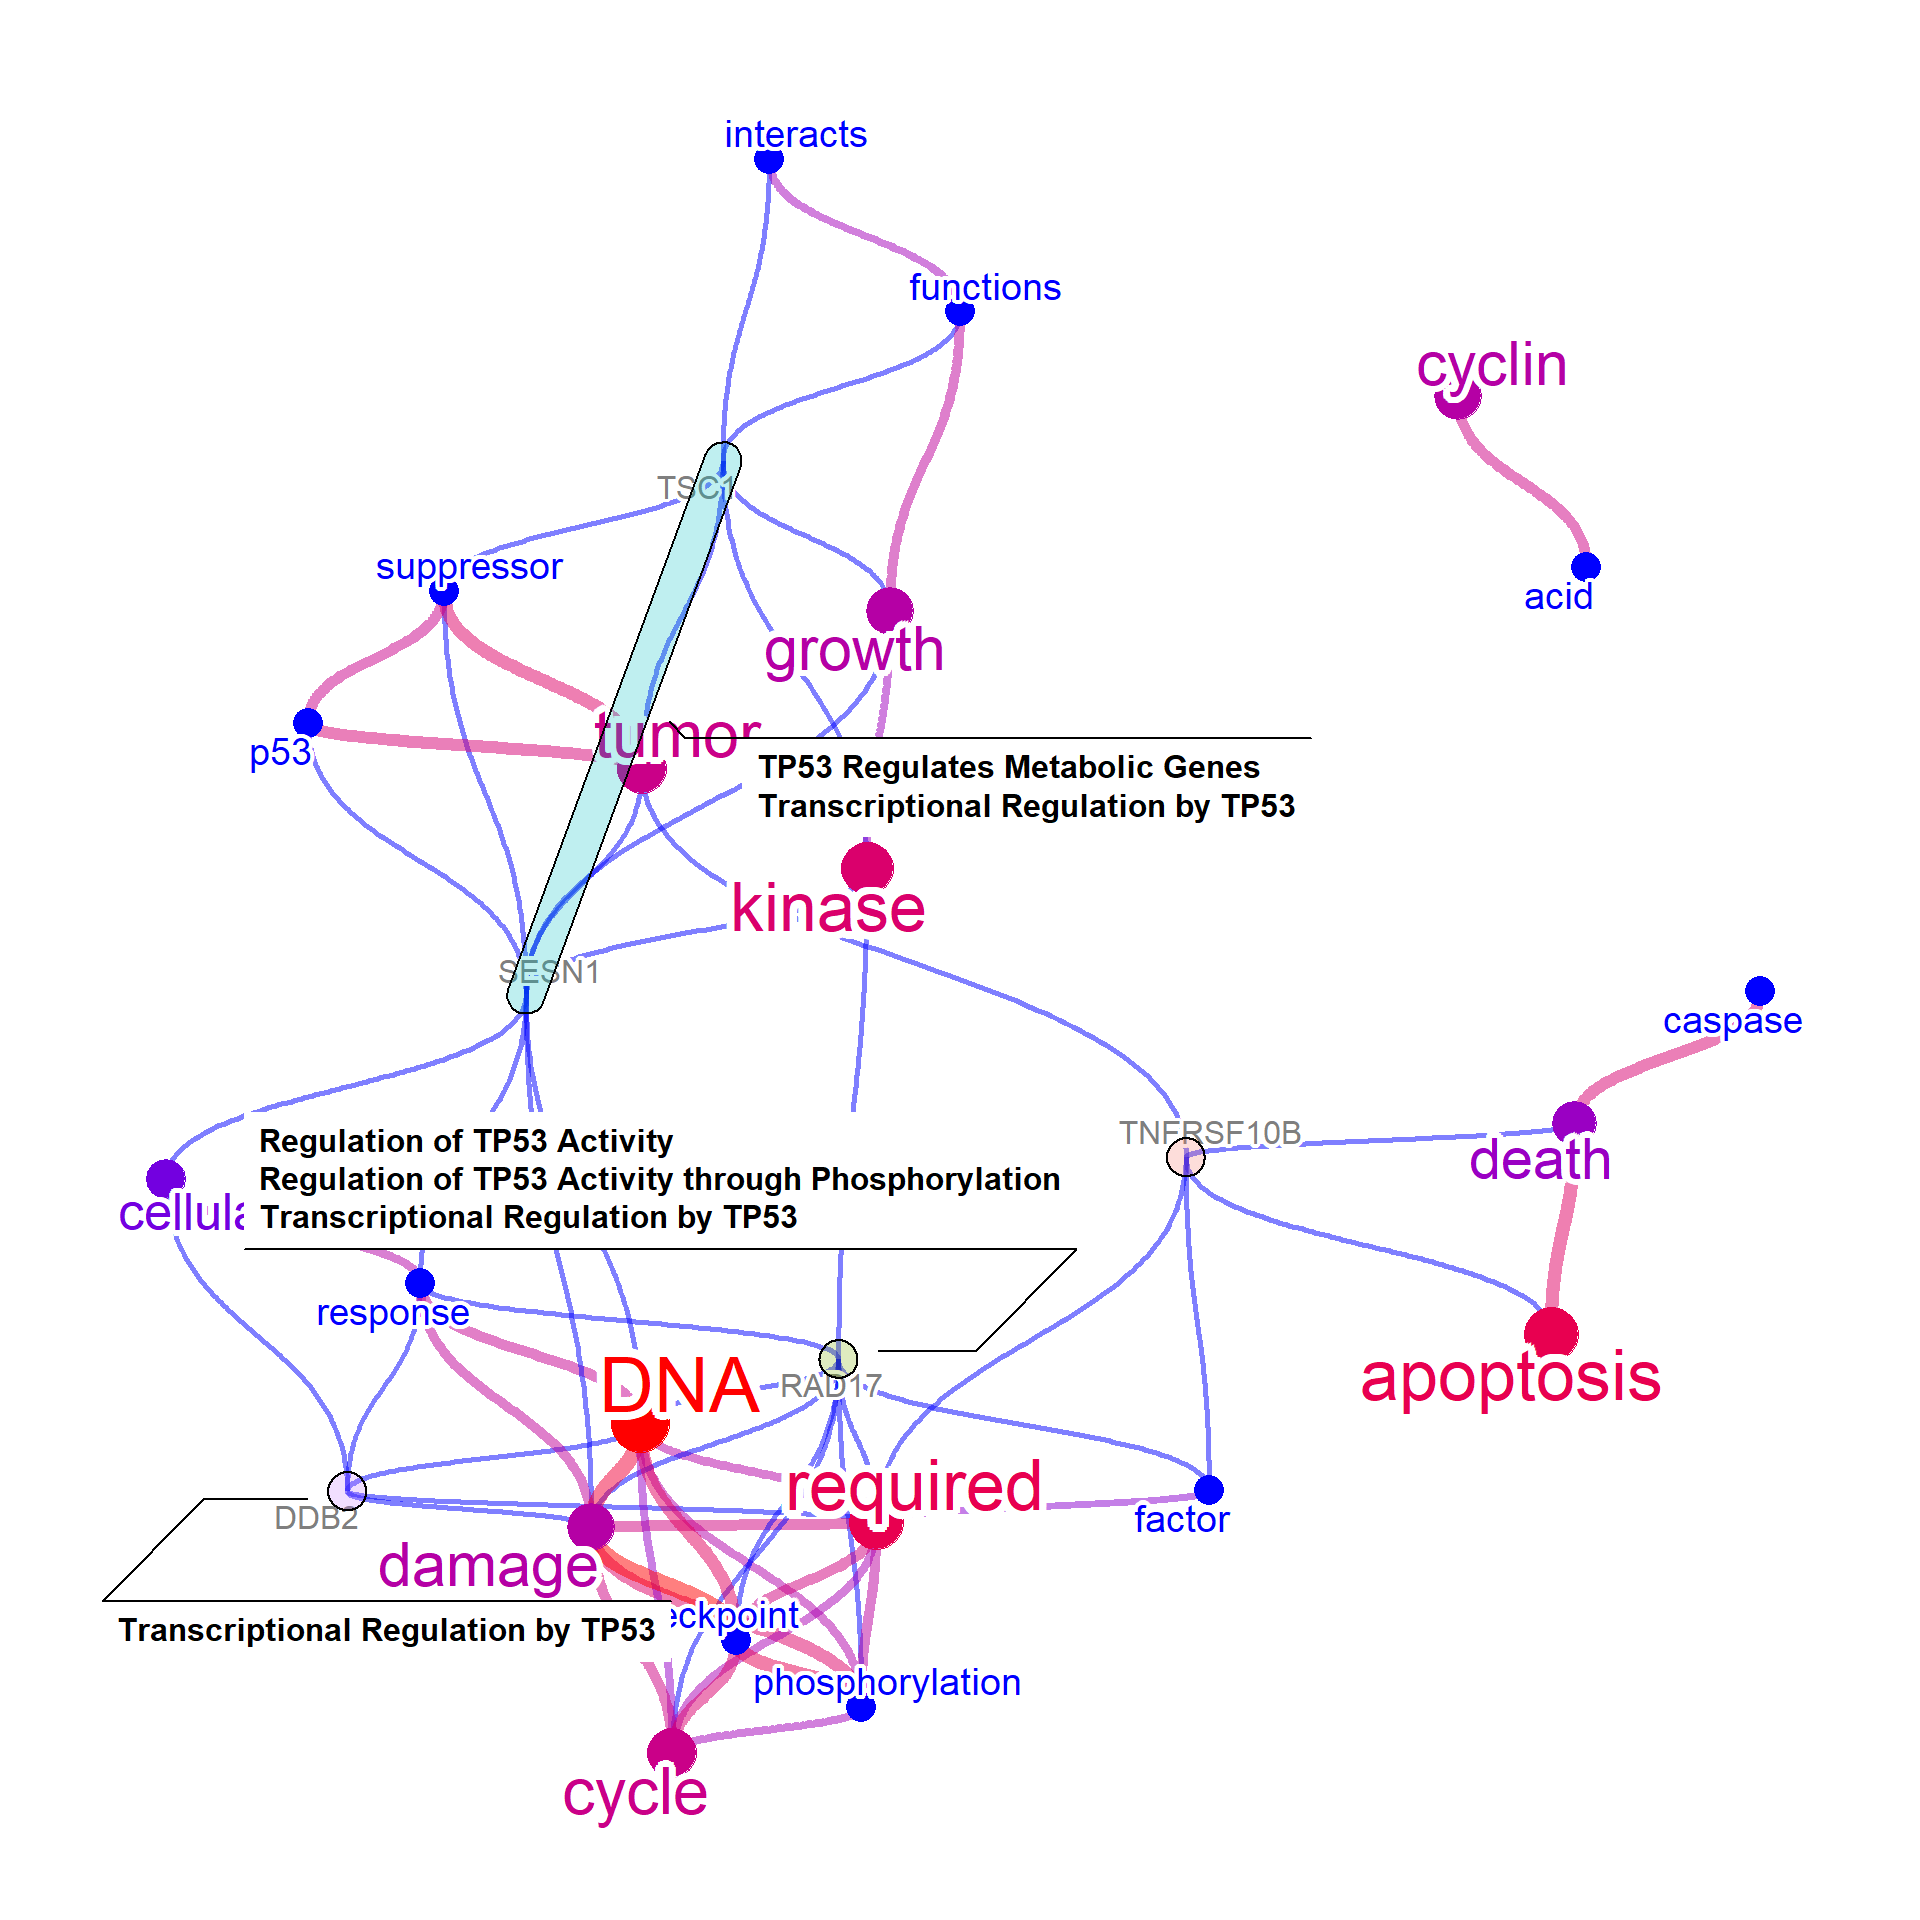 interacts
functions
cyclin
TSC1
suppressor
acid
growth
tumor
p53
TP53 Regulates Metabolic Genes
Transcriptional Regulation by TP53
kinase
SESN1
caspase
TNFRSF10B
Regulation of TP53 Activity
death
Regulation of TP53 Activity through Phosphorylation
cellula
Transcriptional Regulation by TP53
response
DNA
RAD17
apoptosis
required
DDB2
factor
damage
eckpoint
Transcriptional Regulation by TP53
phosphorylation
cycle